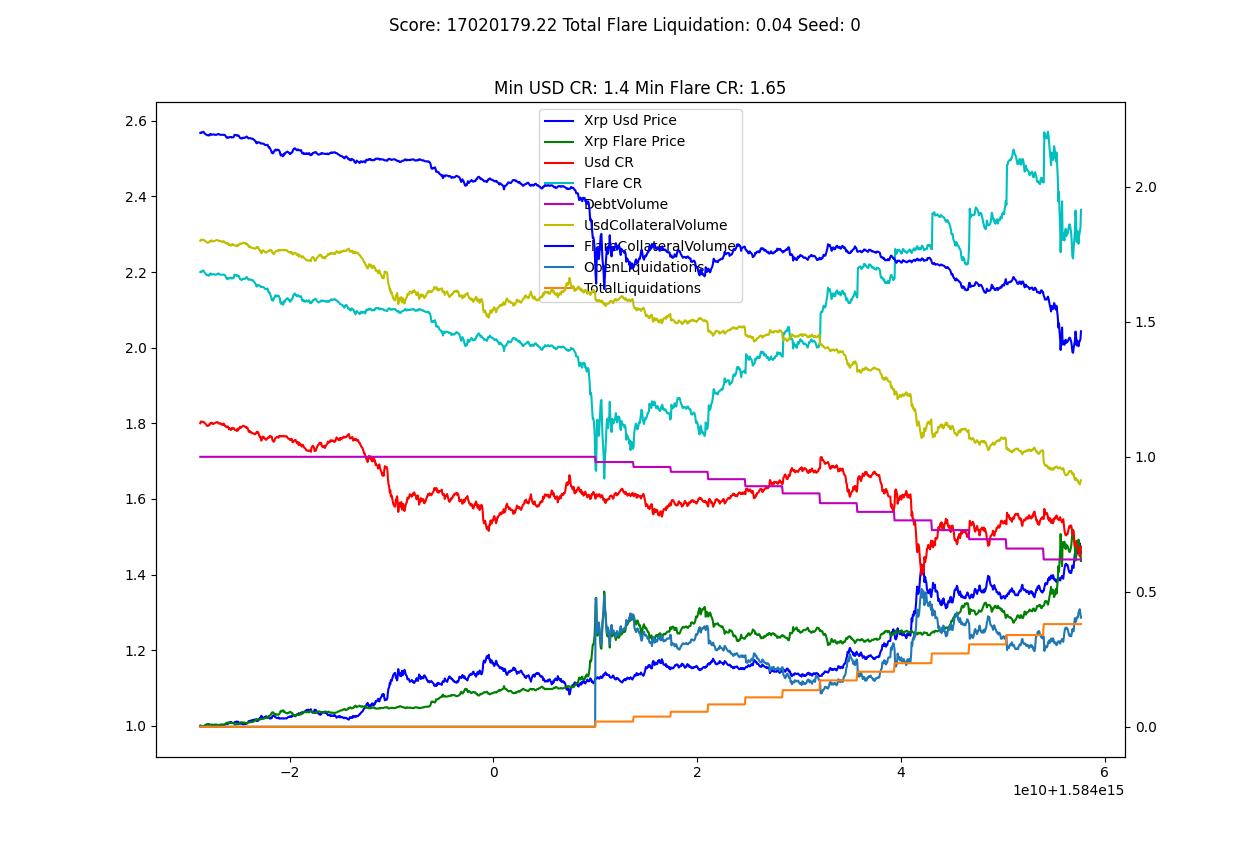 Score: 17020179.22 Total Flare Liquidation: 0.04 Seed: 0
Min USD CR: 1.4 Min Flare CR: 1.65
Xrp Usd Price
Xrp Flare Price
Usd CR
Flare CR
DebtVolume
UsdCollateralVolume
FlareCollateralVolume
OpenLiquidations
TotalLiquidations
2.6
2.4
2.2
2.0
1.8
1.6
1.4
1.2
1.0
2.0
1.5
1.0
0.5
0.0
−2 0 2 4 6
1e10+1.584e15